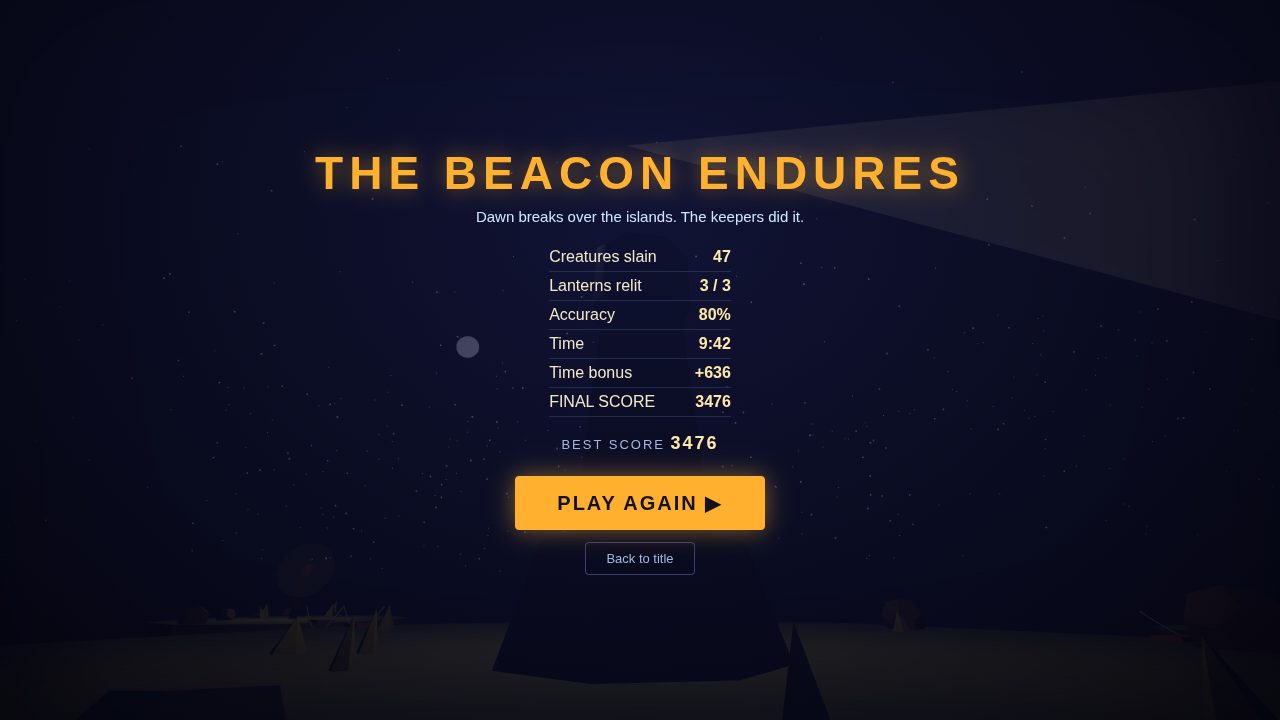 THE BEACON ENDURES
Dawn breaks over the islands. The keepers did it.
Creatures slain 47
Lanterns relit 3 / 3
Accuracy 80%
Time 9:42
Time bonus +636
FINAL SCORE 3476
BEST SCORE 3476
PLAY AGAIN ▶
Back to title